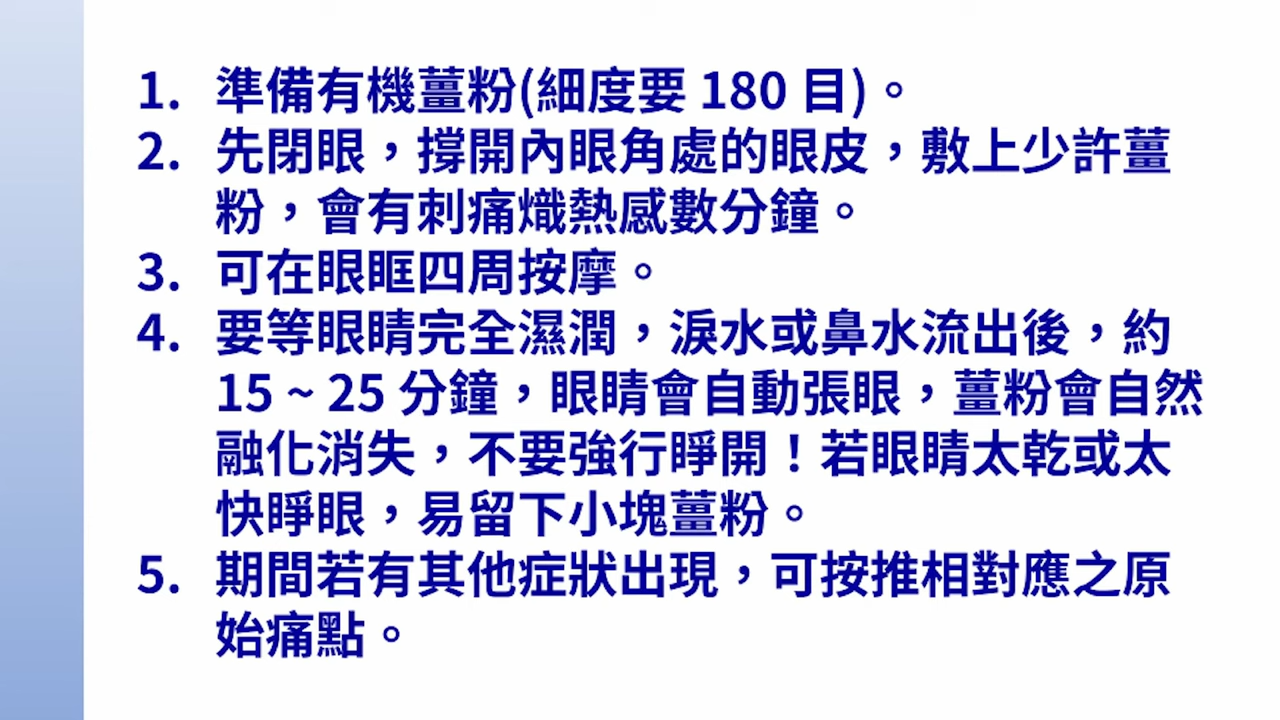 1. 準備有機薑粉(細度要 180 目)。
2. 先閉眼，撐開內眼角處的眼皮，敷上少許薑
粉，會有刺痛熾熱感數分鐘。
3. 可在眼眶四周按摩。
4. 要等眼睛完全濕潤，淚水或鼻水流出後，約
15 ~ 25 分鐘，眼睛會自動張眼，薑粉會自然
融化消失，不要強行睜開！若眼睛太乾或太
快睜眼，易留下小塊薑粉。
5. 期間若有其他症狀出現，可按推相對應之原
始痛點。